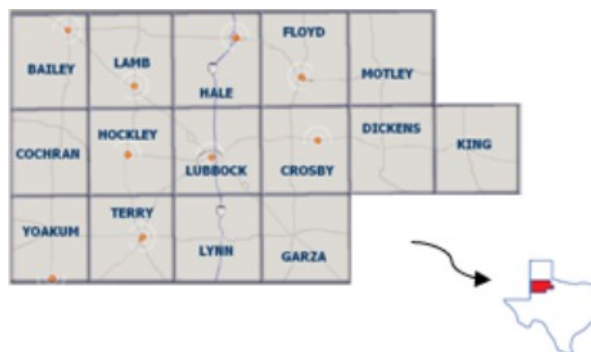 BAILEY LAMB HALE FLOYD MOTLEY
COCHRAN HOCKLEY LUBBOCK CROSBY DICKENS KING
YOAKUM TERRY LYNN GARZA